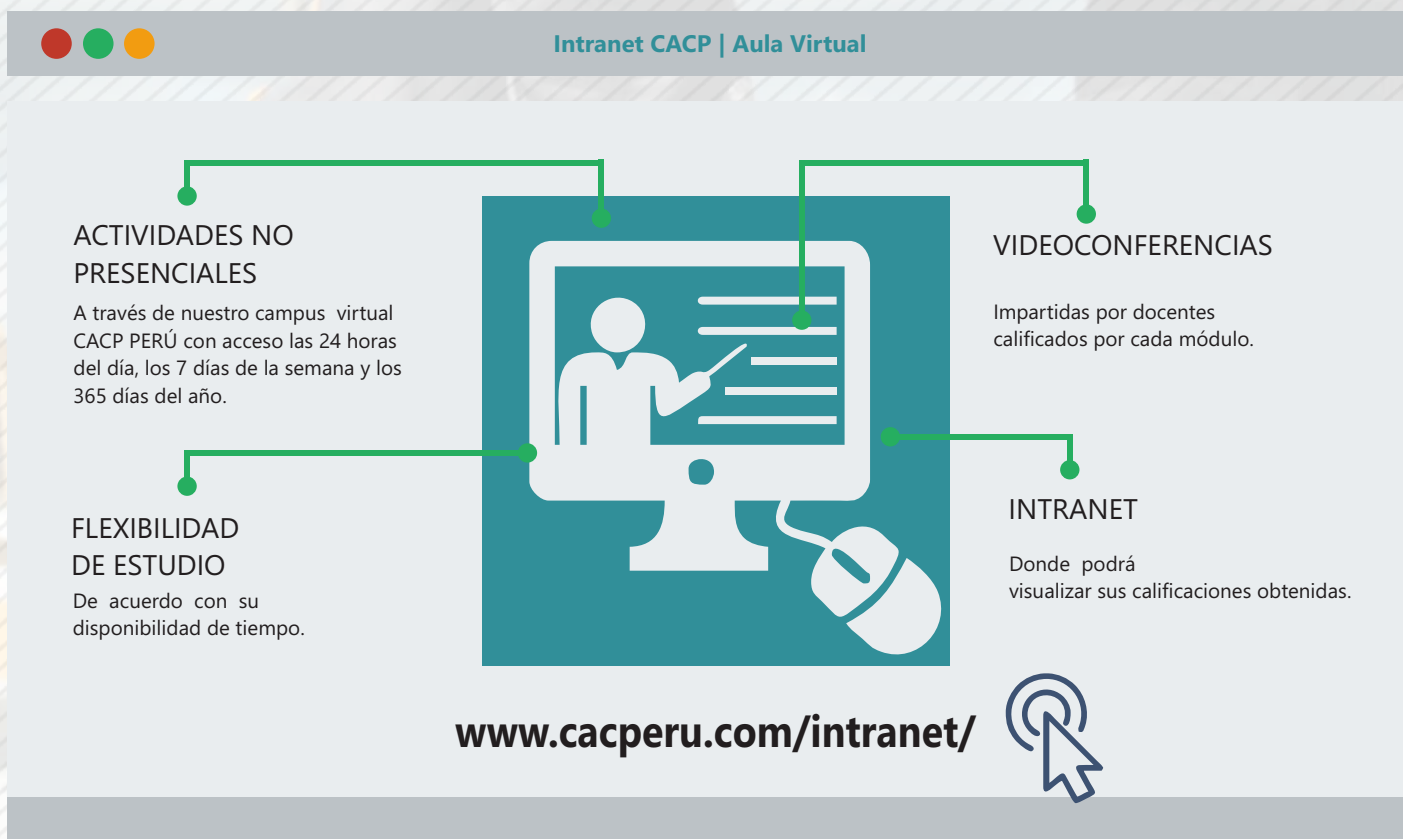 Intranet CACP | Aula Virtual
ACTIVIDADES NO
PRESENCIALES
A través de nuestro campus virtual
CACP PERÚ con acceso las 24 horas
del día, los 7 días de la semana y los
365 días del año.
VIDEOCONFERENCIAS
Impartidas por docentes
calificados por cada módulo.
FLEXIBILIDAD
DE ESTUDIO
De acuerdo con su
disponibilidad de tiempo.
INTRANET
Donde podrá
visualizar sus calificaciones obtenidas.
www.cacperu.com/intranet/